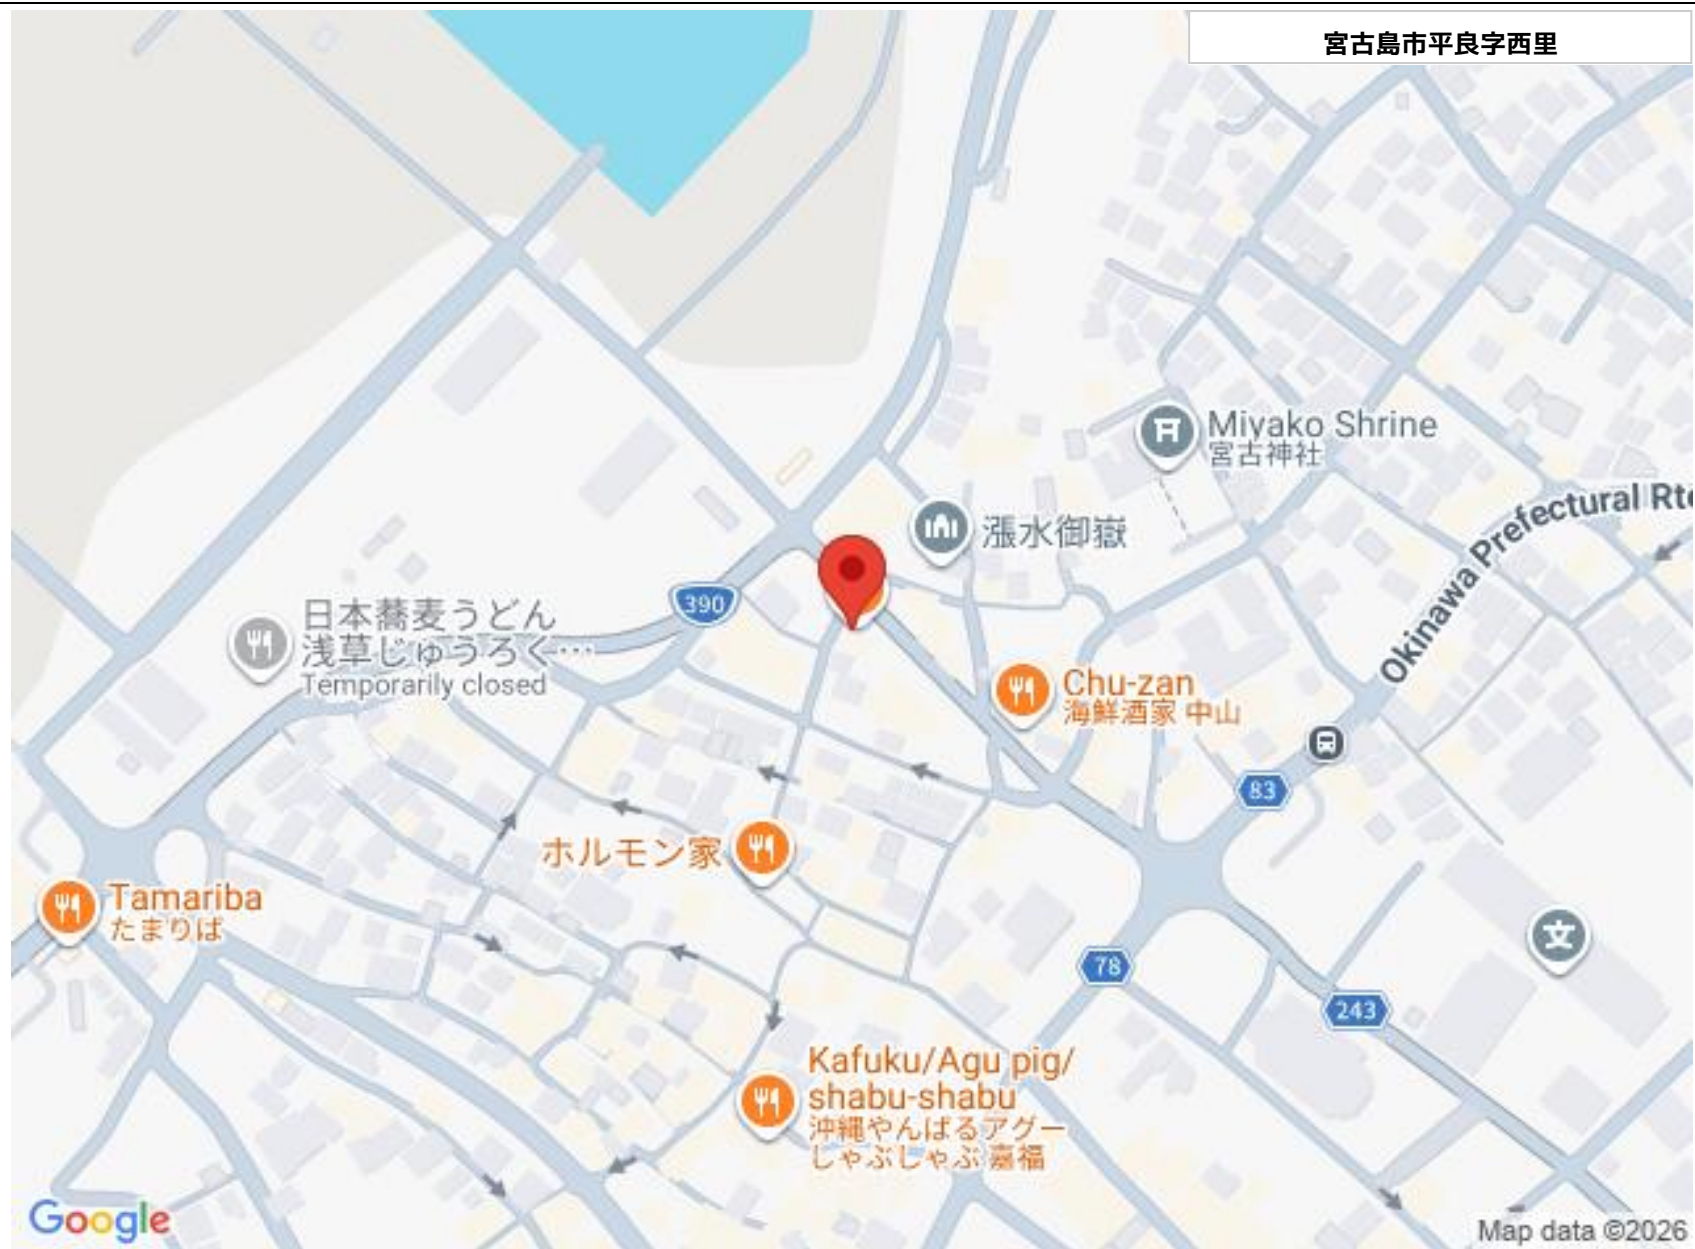 宮古島市平良字西里
Miyako Shrine
宮古神社
Okinawa Prefectural Rte
漲水御嶽
390
日本蕎麦うどん
浅草じゅうろく…
Temporarily closed
Chu-zan
海鮮酒家 中山
83
ホルモン家
Tamariba
たまりば
文
78
243
Kafuku/Agu pig/
shabu-shabu
沖縄やんばるアグー
しゃぶしゃぶ 嘉福
Google
Map data ©2026